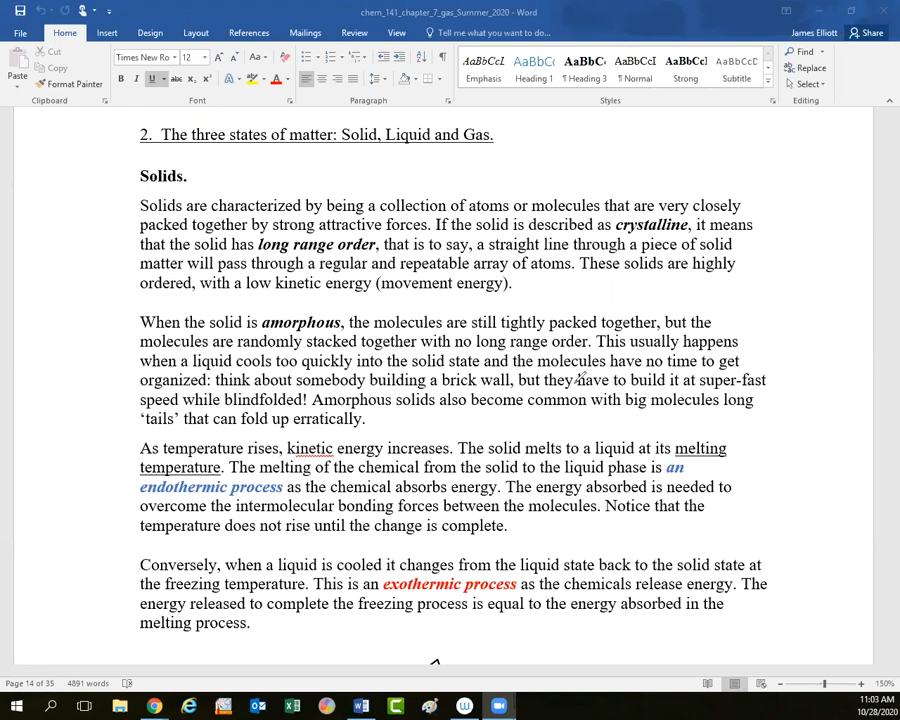 chem_141_chapter_7_gas_Summer_2020 - Word
File Home Insert Design Layout References Mailings Review View Tell me what you want to do... James Elliott Share
Cut
Copy
Format Painter
Paste
Times New Ro 12
Aa
B I U abc X₂ X²
AaBbCcL AaBbCc AaBbC AaBbCcDc AaBbCc AaBbCcD
Emphasis Heading 1 ¶ Heading 3 ¶ Normal Strong Subtitle
Find
Replace
Select
Clipboard Font Paragraph Styles Editing
2. The three states of matter: Solid, Liquid and Gas.
Solids.
Solids are characterized by being a collection of atoms or molecules that are very closely
packed together by strong attractive forces. If the solid is described as crystalline, it means
that the solid has long range order, that is to say, a straight line through a piece of solid
matter will pass through a regular and repeatable array of atoms. These solids are highly
ordered, with a low kinetic energy (movement energy).
When the solid is amorphous, the molecules are still tightly packed together, but the
molecules are randomly stacked together with no long range order. This usually happens
when a liquid cools too quickly into the solid state and the molecules have no time to get
organized: think about somebody building a brick wall, but they have to build it at super-fast
speed while blindfolded! Amorphous solids also become common with big molecules long
‘tails’ that can fold up erratically.
As temperature rises, kinetic energy increases. The solid melts to a liquid at its melting
temperature. The melting of the chemical from the solid to the liquid phase is an
endothermic process as the chemical absorbs energy. The energy absorbed is needed to
overcome the intermolecular bonding forces between the molecules. Notice that the
temperature does not rise until the change is complete.
Conversely, when a liquid is cooled it changes from the liquid state back to the solid state at
the freezing temperature. This is an exothermic process as the chemicals release energy. The
energy released to complete the freezing process is equal to the energy absorbed in the
melting process.
Page 14 of 35 4891 words 150%
11:03 AM
10/28/2020